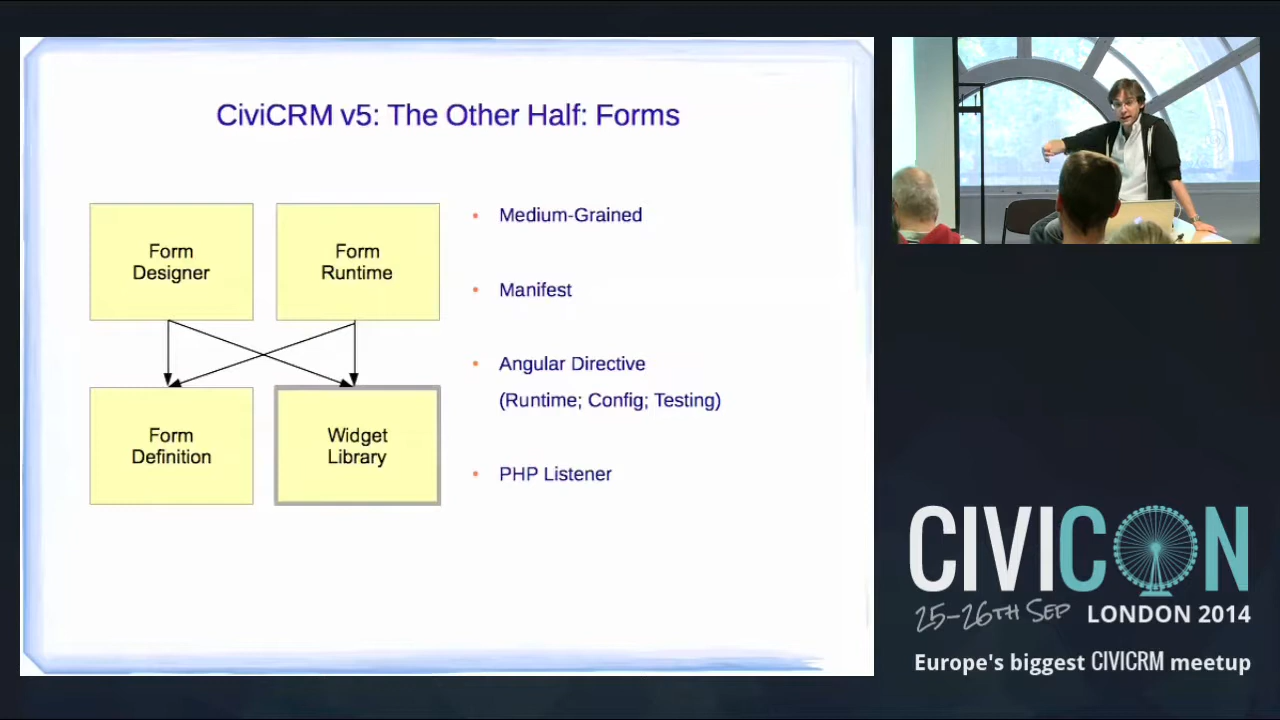 CiviCRM v5: The Other Half: Forms
Form
Designer
Form
Runtime
Form
Definition
Widget
Library
• Medium-Grained
• Manifest
• Angular Directive
(Runtime; Config; Testing)
• PHP Listener
CIVICON
25-26TH SEP LONDON 2014
Europe's biggest CIVICRM meetup